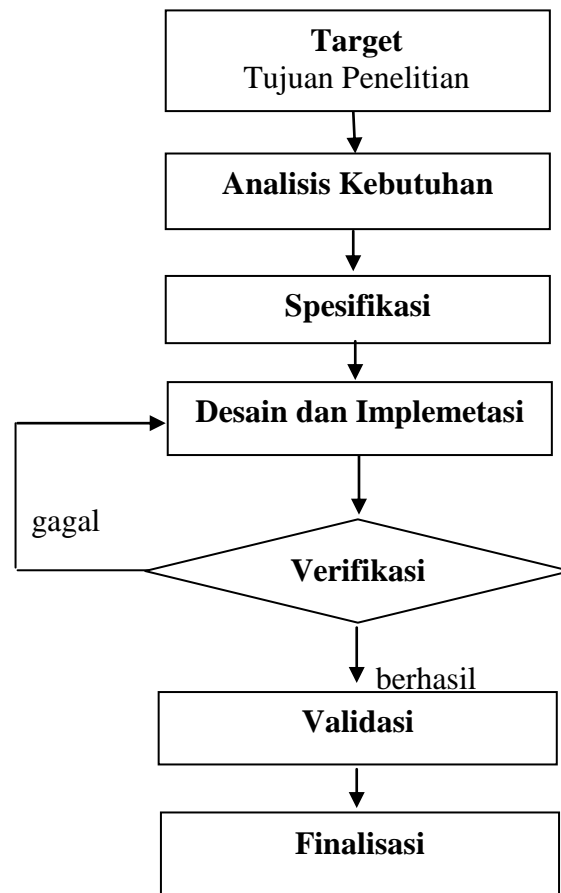 Target
Tujuan Penelitian
Analisis Kebutuhan
Spesifikasi
Desain dan Implemetasi
gagal
Verifikasi
berhasil
Validasi
Finalisasi